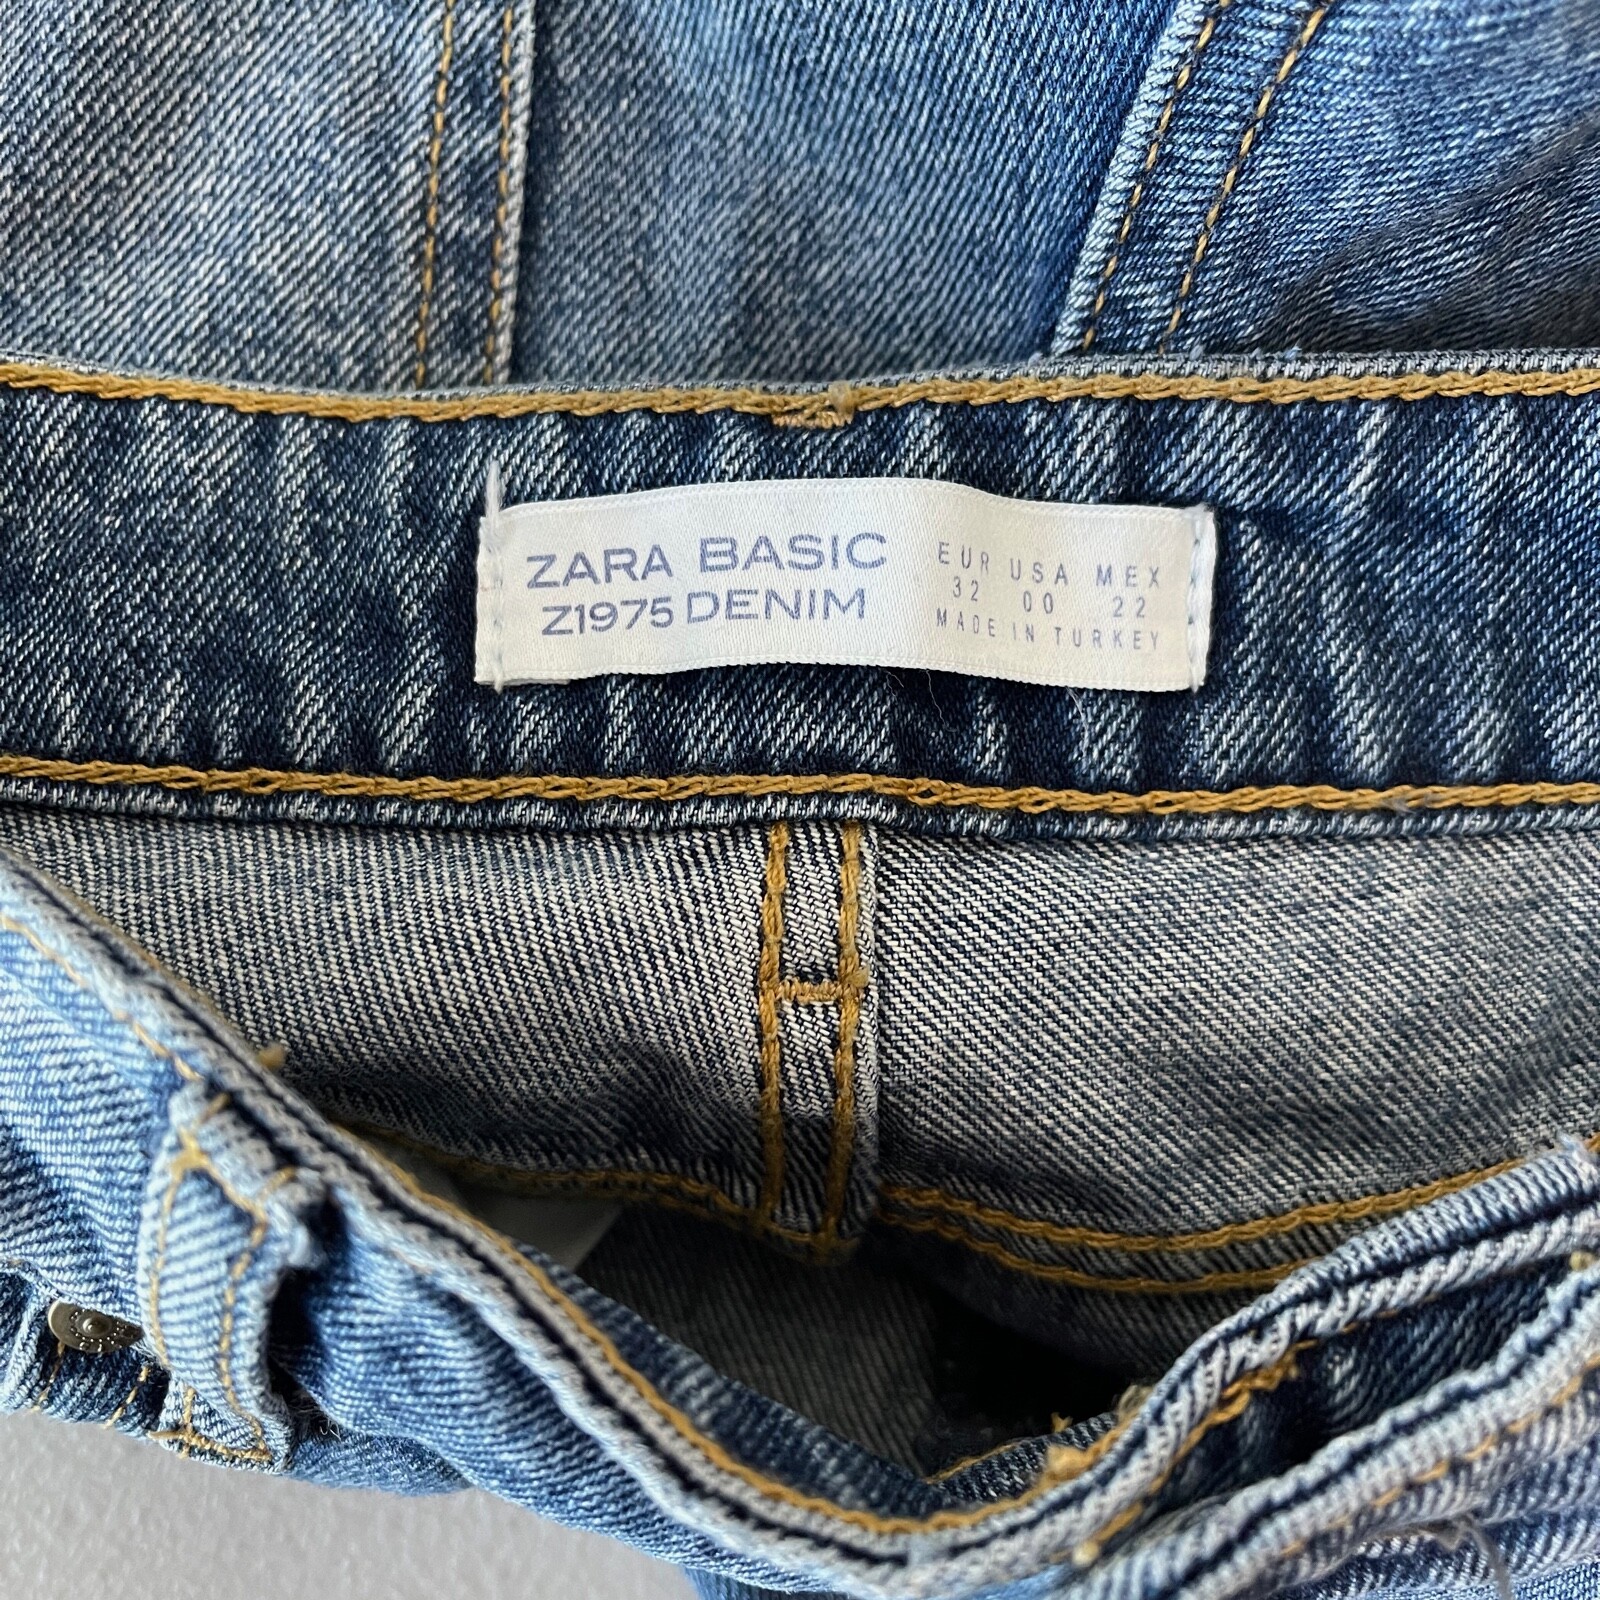 ZARA BASIC
Z1975 DENIM
EUR USA MEX
32 00 22
MADE IN TURKEY